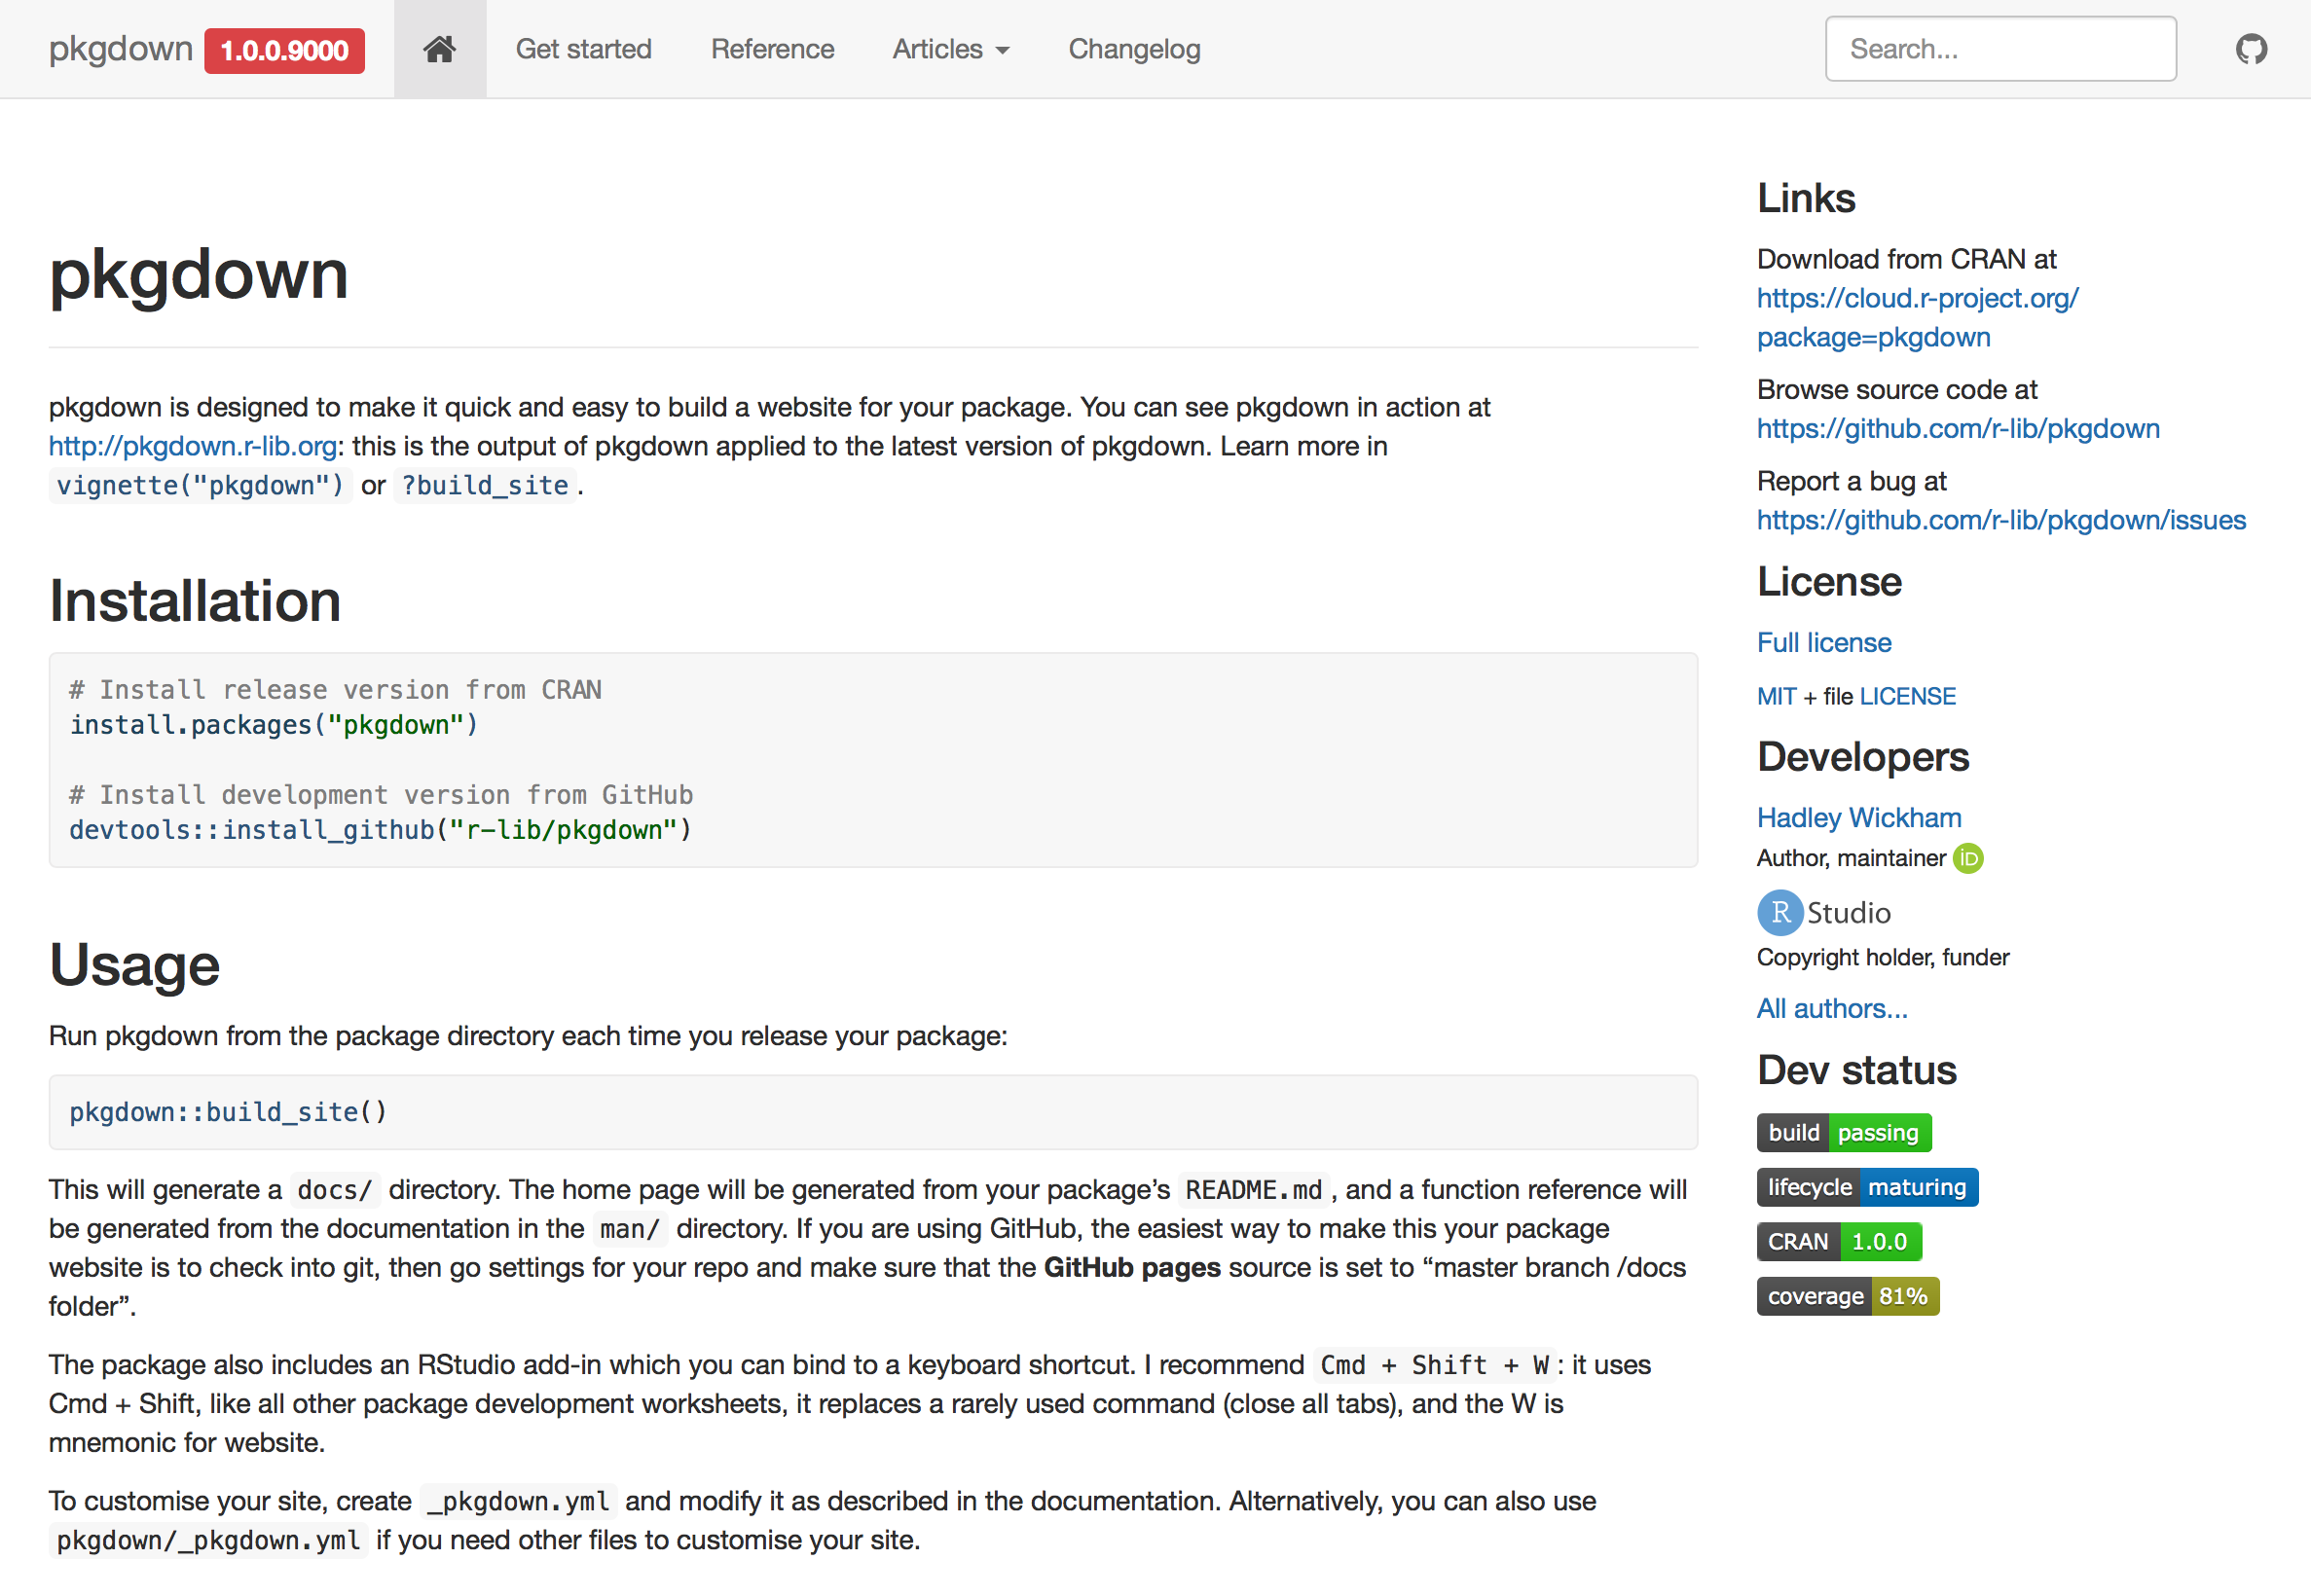 pkgdown 1.0.0.9000 Get started Reference Articles Changelog Search...
pkgdown
pkgdown is designed to make it quick and easy to build a website for your package. You can see pkgdown in action at
http://pkgdown.r-lib.org: this is the output of pkgdown applied to the latest version of pkgdown. Learn more in
vignette("pkgdown") or ?build_site.
Installation
# Install release version from CRAN
install.packages("pkgdown")
# Install development version from GitHub
devtools::install_github("r-lib/pkgdown")
Usage
Run pkgdown from the package directory each time you release your package:
pkgdown::build_site()
This will generate a docs/ directory. The home page will be generated from your package’s README.md, and a function reference will
be generated from the documentation in the man/ directory. If you are using GitHub, the easiest way to make this your package
website is to check into git, then go settings for your repo and make sure that the GitHub pages source is set to “master branch /docs
folder”.
The package also includes an RStudio add-in which you can bind to a keyboard shortcut. I recommend Cmd + Shift + W: it uses
Cmd + Shift, like all other package development worksheets, it replaces a rarely used command (close all tabs), and the W is
mnemonic for website.
To customise your site, create _pkgdown.yml and modify it as described in the documentation. Alternatively, you can also use
pkgdown/_pkgdown.yml if you need other files to customise your site.
Links
Download from CRAN at
https://cloud.r-project.org/
package=pkgdown
Browse source code at
https://github.com/r-lib/pkgdown
Report a bug at
https://github.com/r-lib/pkgdown/issues
License
Full license
MIT + file LICENSE
Developers
Hadley Wickham
Author, maintainer iD
R Studio
Copyright holder, funder
All authors...
Dev status
build passing
lifecycle maturing
CRAN 1.0.0
coverage 81%